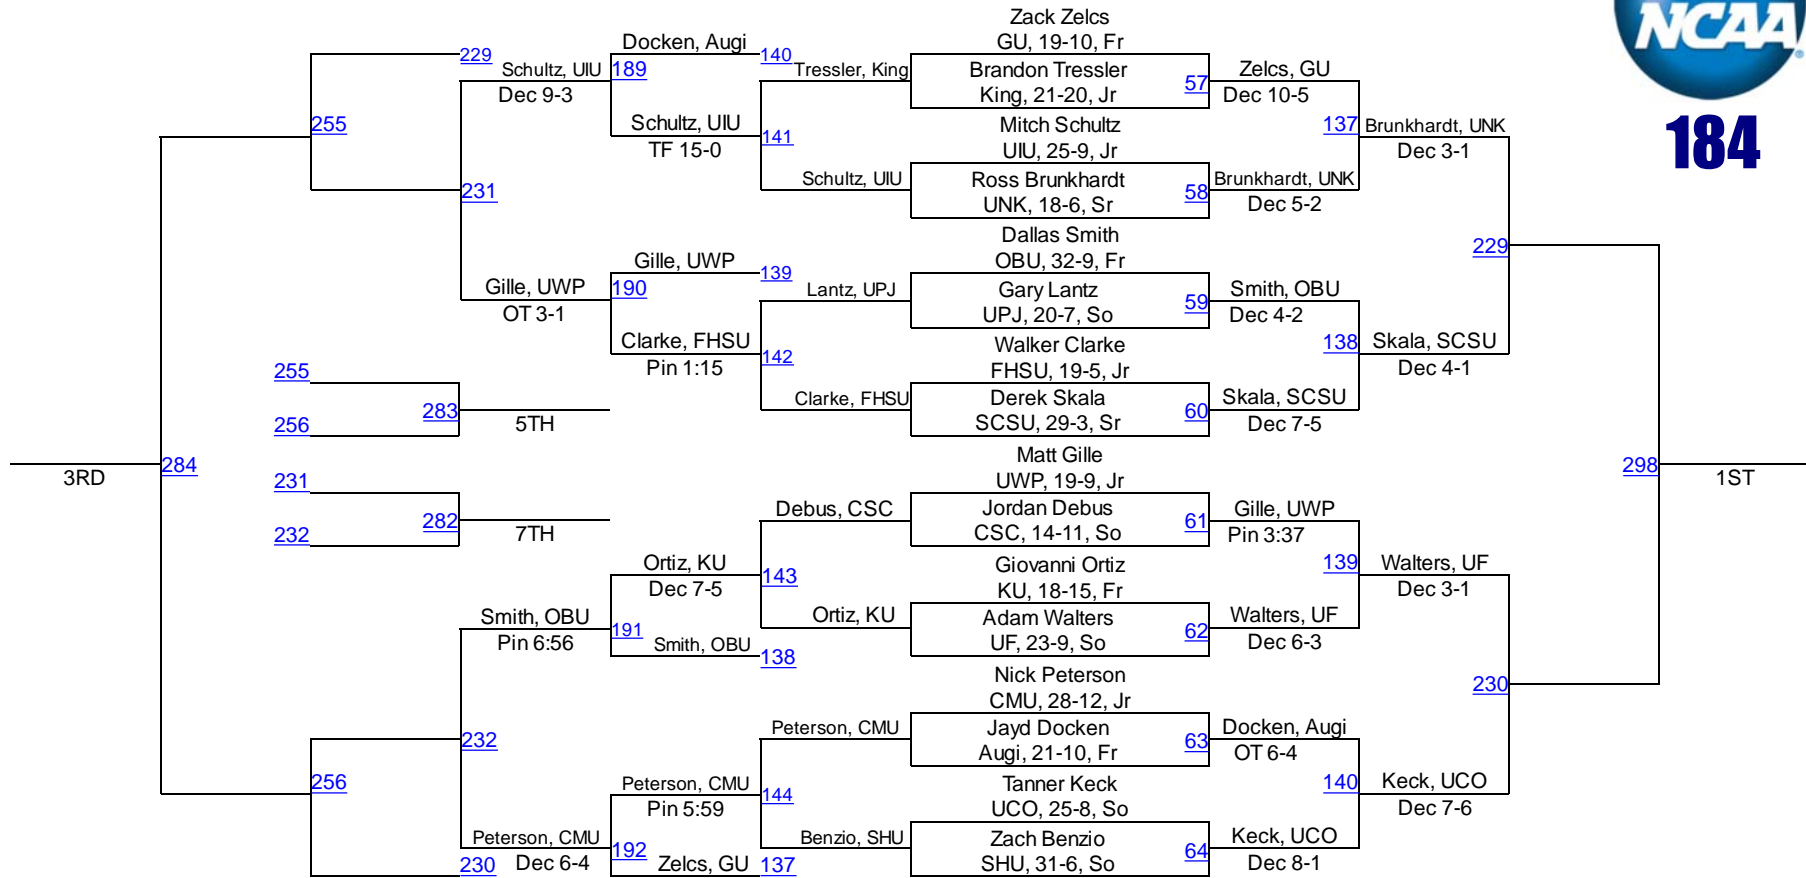 Zack Zelcs
GU, 19-10, Fr
Brandon Tressler
King, 21-20, Jr
Mitch Schultz
UIU, 25-9, Jr
Ross Brunkhardt
UNK, 18-6, Sr
Dallas Smith
OBU, 32-9, Fr
Gary Lantz
UPJ, 20-7, So
Walker Clarke
FHSU, 19-5, Jr
Derek Skala
SCSU, 29-3, Sr
Matt Gille
UWP, 19-9, Jr
Jordan Debus
CSC, 14-11, So
Giovanni Ortiz
KU, 18-15, Fr
Adam Walters
UF, 23-9, So
Nick Peterson
CMU, 28-12, Jr
Jayd Docken
Augi, 21-10, Fr
Tanner Keck
UCO, 25-8, So
Zach Benzio
SHU, 31-6, So
57
58
59
60
61
62
63
64
Zelcs, GU
Dec 10-5
Brunkhardt, UNK
Dec 5-2
Smith, OBU
Dec 4-2
Skala, SCSU
Dec 7-5
Gille, UWP
Pin 3:37
Walters, UF
Dec 6-3
Docken, Augi
OT 6-4
Keck, UCO
Dec 8-1
137
138
139
140
Brunkhardt, UNK
Dec 3-1
Skala, SCSU
Dec 4-1
Walters, UF
Dec 3-1
Keck, UCO
Dec 7-6
229
230
298
1ST
NCAA
184
Tressler, King
Schultz, UIU
Lantz, UPJ
Clarke, FHSU
Debus, CSC
Ortiz, KU
Peterson, CMU
Benzio, SHU
140
141
139
142
143
138
144
137
Docken, Augi
Schultz, UIU
TF 15-0
Gille, UWP
Clarke, FHSU
Pin 1:15
Ortiz, KU
Dec 7-5
Smith, OBU
Peterson, CMU
Pin 5:59
Zelcs, GU
189
190
191
192
229
Schultz, UIU
Dec 9-3
Gille, UWP
OT 3-1
Smith, OBU
Pin 6:56
Peterson, CMU
Dec 6-4
230
231
232
255
256
284
3RD
255
256
283
5TH
231
232
282
7TH